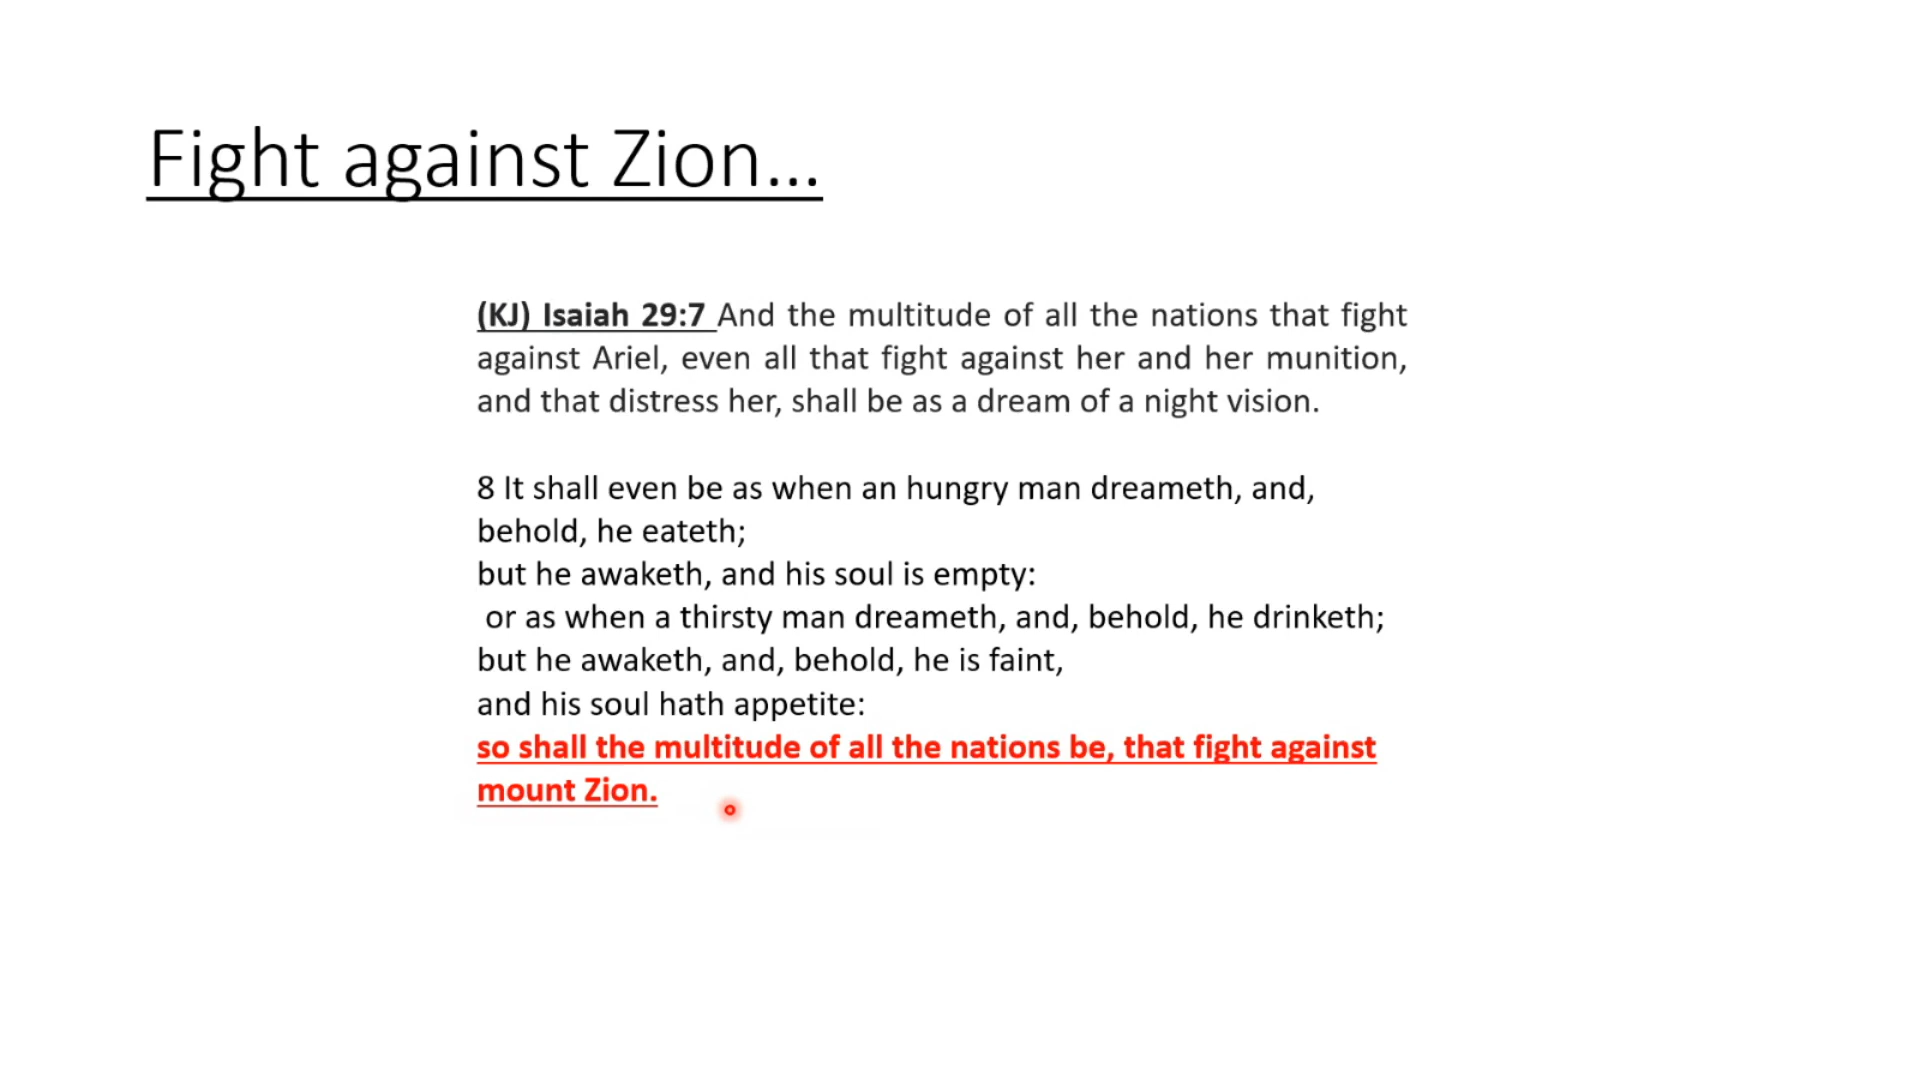 Fight against Zion...
(KJ) Isaiah 29:7 And the multitude of all the nations that fight
against Ariel, even all that fight against her and her munition,
and that distress her, shall be as a dream of a night vision.
8 It shall even be as when an hungry man dreameth, and,
behold, he eateth;
but he awaketh, and his soul is empty:
or as when a thirsty man dreameth, and, behold, he drinketh;
but he awaketh, and, behold, he is faint,
and his soul hath appetite:
so shall the multitude of all the nations be, that fight against
mount Zion.